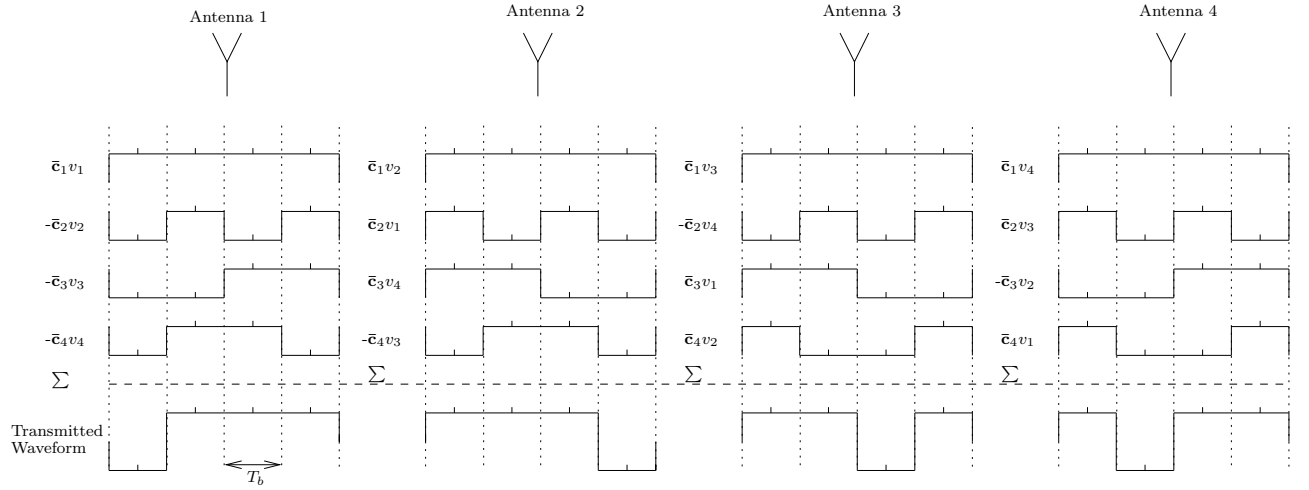 Antenna 1 Antenna 2 Antenna 3 Antenna 4
c̄₁v₁ c̄₁v₂ c̄₁v₃ c̄₁v₄
-c̄₂v₂ c̄₂v₁ -c̄₂v₄ c̄₂v₃
-c̄₃v₃ c̄₃v₄ c̄₃v₁ -c̄₃v₂
-c̄₄v₄ -c̄₄v₃ c̄₄v₂ c̄₄v₁
∑ ∑ ∑ ∑
Transmitted
Waveform
T_b